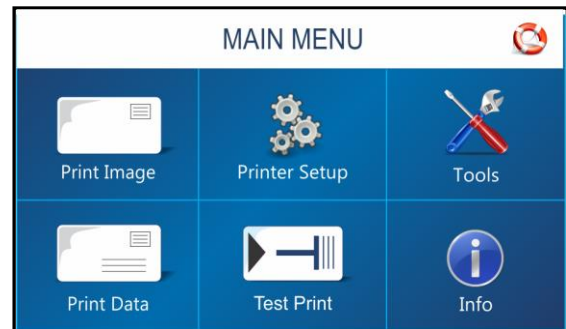 MAIN MENU
Print Image
Printer Setup
Tools
Print Data
Test Print
Info